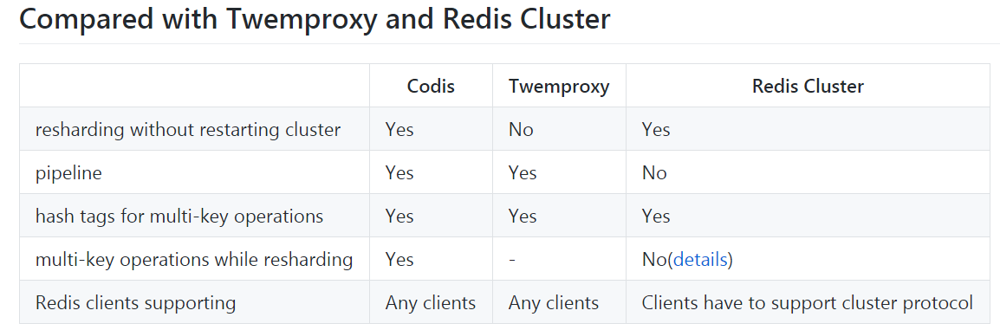 Compared with Twemproxy and Redis Cluster
Codis Twemproxy Redis Cluster
resharding without restarting cluster Yes No Yes
pipeline Yes Yes No
hash tags for multi-key operations Yes Yes Yes
multi-key operations while resharding Yes - No(details)
Redis clients supporting Any clients Any clients Clients have to support cluster protocol